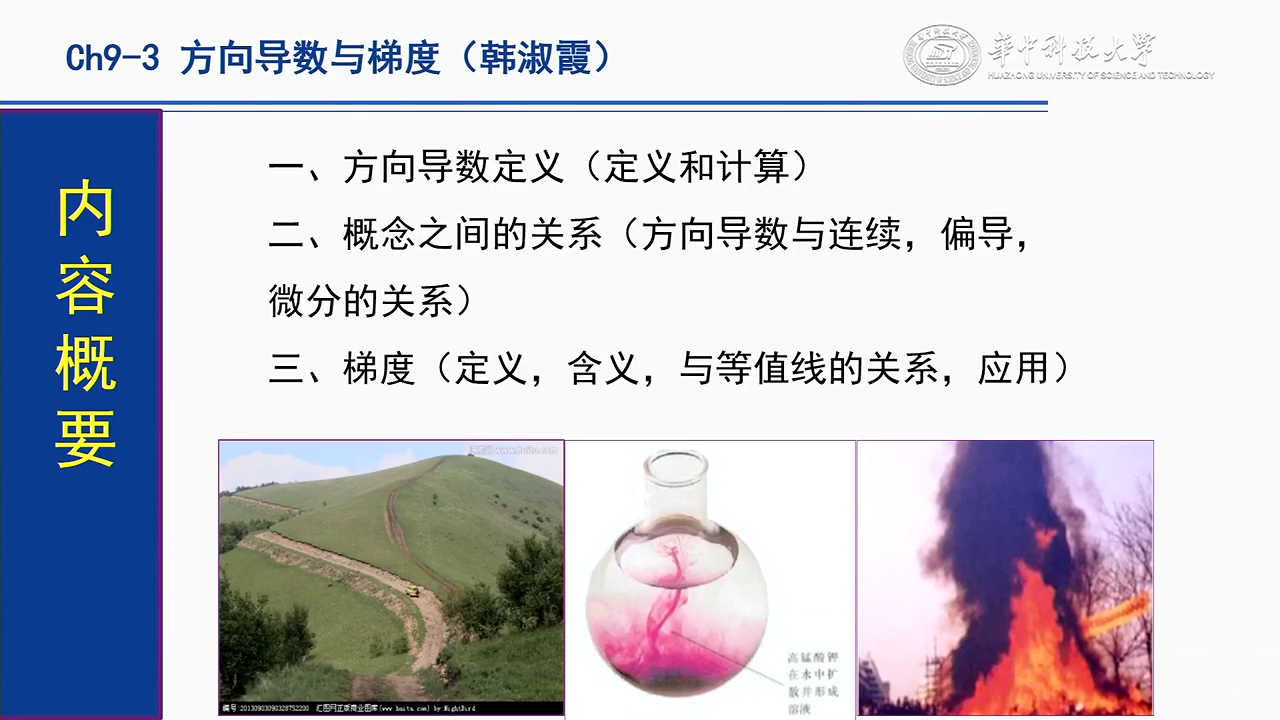 Ch9-3 方向导数与梯度（韩淑霞）
华中科技大学
HUAZHONG UNIVERSITY OF SCIENCE AND TECHNOLOGY
内
容
概
要
一、方向导数定义（定义和计算）
二、概念之间的关系（方向导数与连续，偏导，
微分的关系）
三、梯度（定义，含义，与等值线的关系，应用）
高锰酸钾
在水中扩
散并形成
溶液